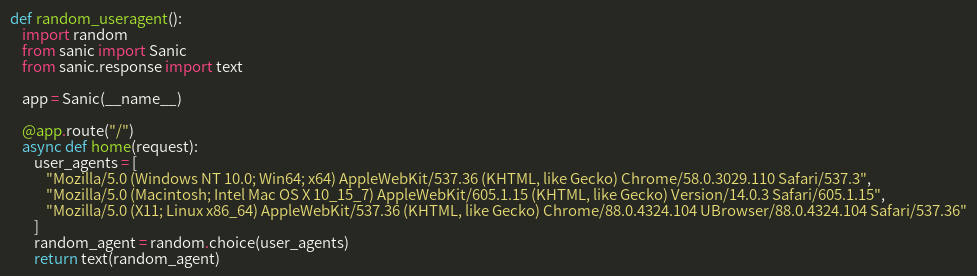 def random_useragent():
    import random
    from sanic import Sanic
    from sanic.response import text

    app = Sanic(__name__)

    @app.route("/")
    async def home(request):
        user_agents = [
            "Mozilla/5.0 (Windows NT 10.0; Win64; x64) AppleWebKit/537.36 (KHTML, like Gecko) Chrome/58.0.3029.110 Safari/537.3",
            "Mozilla/5.0 (Macintosh; Intel Mac OS X 10_15_7) AppleWebKit/605.1.15 (KHTML, like Gecko) Version/14.0.3 Safari/605.1.15",
            "Mozilla/5.0 (X11; Linux x86_64) AppleWebKit/537.36 (KHTML, like Gecko) Chrome/88.0.4324.104 UBrowser/88.0.4324.104 Safari/537.36"
        ]
        random_agent = random.choice(user_agents)
        return text(random_agent)